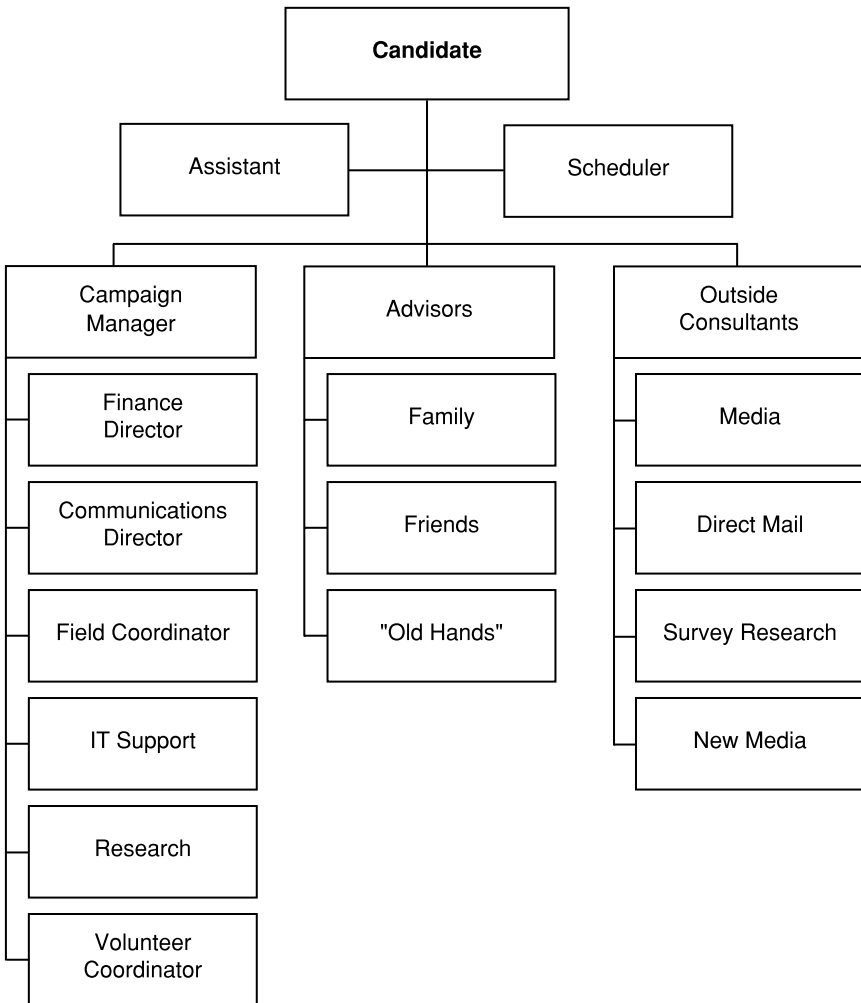 Candidate
Assistant
Scheduler
Campaign
Manager
Finance
Director
Communications
Director
Field Coordinator
IT Support
Research
Volunteer
Coordinator
Advisors
Family
Friends
"Old Hands"
Outside
Consultants
Media
Direct Mail
Survey Research
New Media